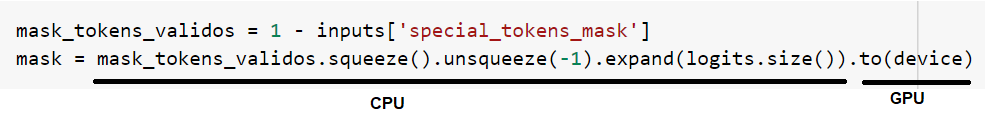 mask_tokens_validos = 1 - inputs['special_tokens_mask']
mask = mask_tokens_validos.squeeze().unsqueeze(-1).expand(logits.size()).to(device)
CPU
GPU